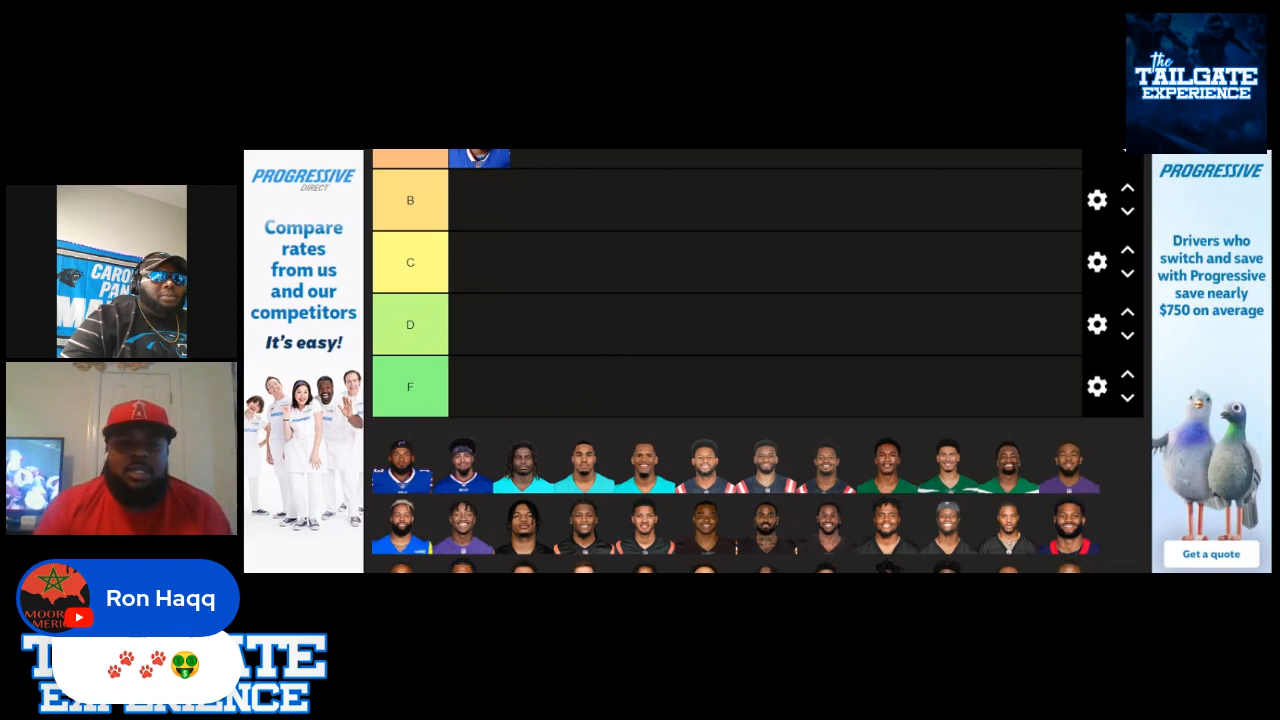 the
TAILGATE
EXPERIENCE
PROGRESSIVE
DIRECT
Compare
rates
from us
and our
competitors
It's easy!
B
C
D
F
PROGRESSIVE
Drivers who
switch and save
with Progressive
save nearly
$750 on average
Get a quote
Ron Haqq
EXPERIENCE